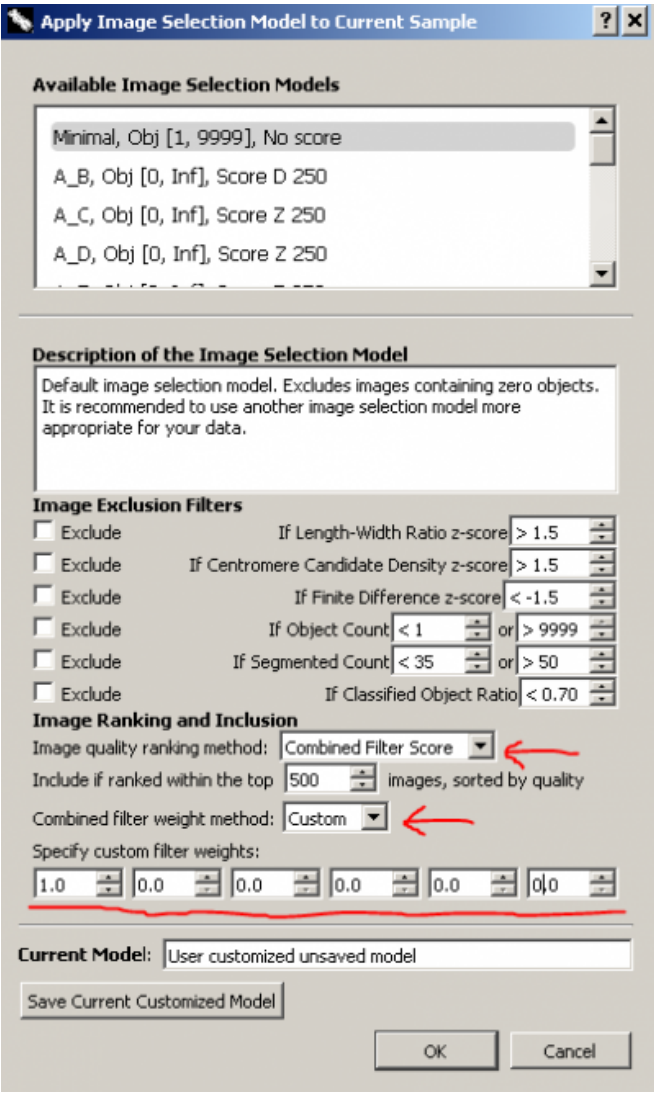 Apply Image Selection Model to Current Sample
Available Image Selection Models
Minimal, Obj [1, 9999], No score
A_B, Obj [0, Inf], Score D 250
A_C, Obj [0, Inf], Score Z 250
A_D, Obj [0, Inf], Score Z 250
Description of the Image Selection Model
Default image selection model. Excludes images containing zero objects.
It is recommended to use another image selection model more
appropriate for your data.
Image Exclusion Filters
Exclude If Length-Width Ratio z-score > 1.5
Exclude If Centromere Candidate Density z-score > 1.5
Exclude If Finite Difference z-score < -1.5
Exclude If Object Count < 1 or > 9999
Exclude If Segmented Count < 35 or > 50
Exclude If Classified Object Ratio < 0.70
Image Ranking and Inclusion
Image quality ranking method: Combined Filter Score
Include if ranked within the top 500 images, sorted by quality
Combined filter weight method: Custom
Specify custom filter weights:
1.0 0.0 0.0 0.0 0.0 0.0
Current Model: User customized unsaved model
Save Current Customized Model
OK Cancel